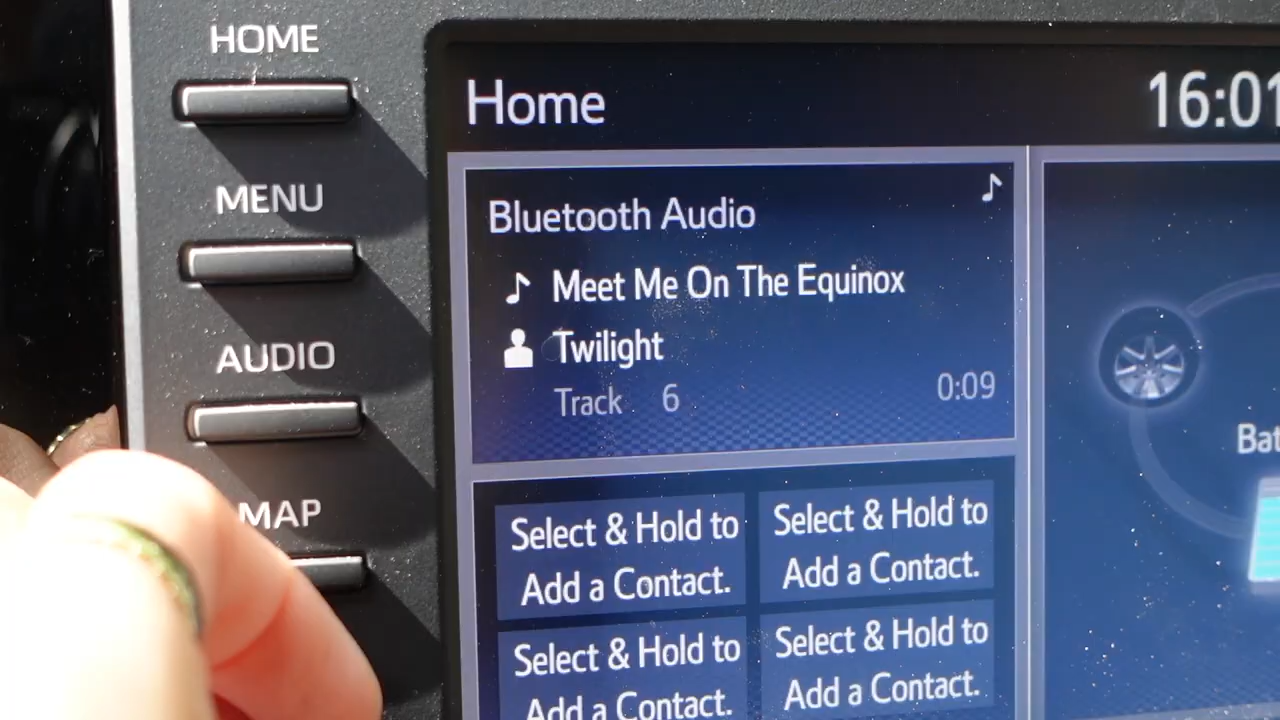 HOME
MENU
AUDIO
MAP
Home
16:01
Bluetooth Audio
Meet Me On The Equinox
Twilight
Track 6
0:09
Select & Hold to
Add a Contact.
Select & Hold to
Add a Contact.
Select & Hold to
Add a Contact.
Select & Hold to
Add a Contact.
Bat